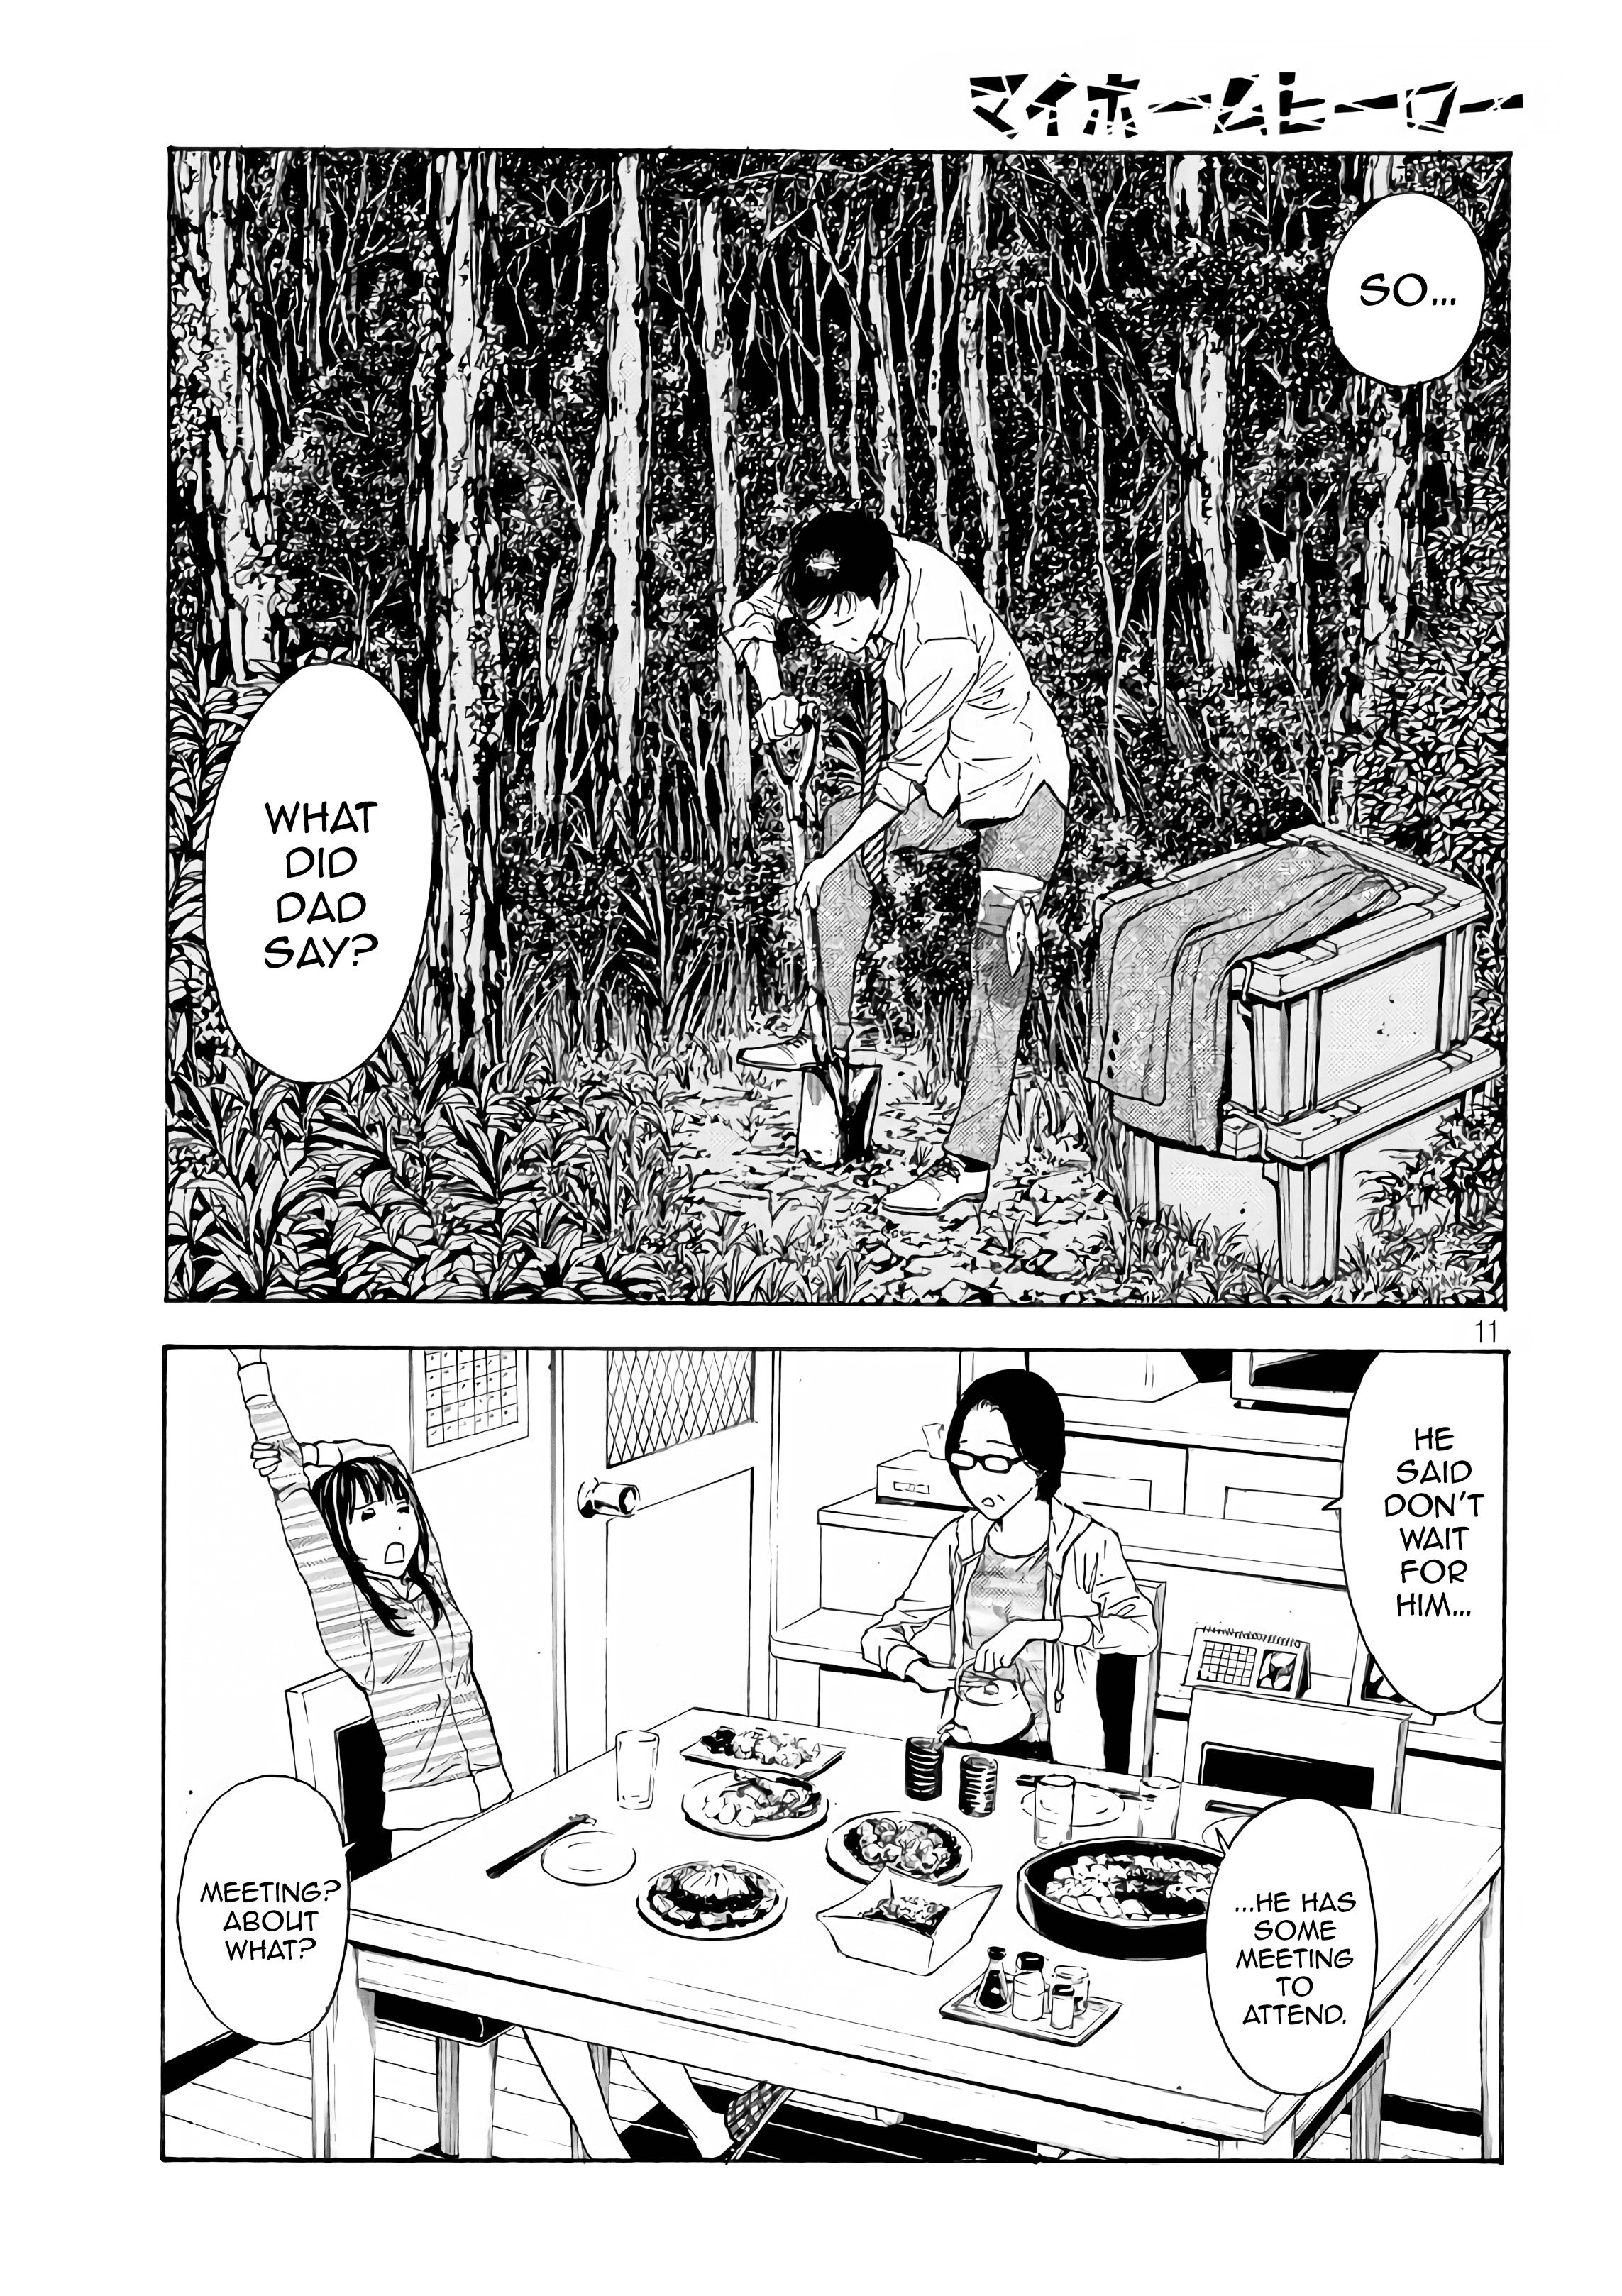 マイホームヒーロー
SO...
WHAT
DID
DAD
SAY?
11
HE
SAID
DON'T
WAIT
FOR
HIM...
...HE HAS
SOME
MEETING
TO
ATTEND.
MEETING?
ABOUT
WHAT?